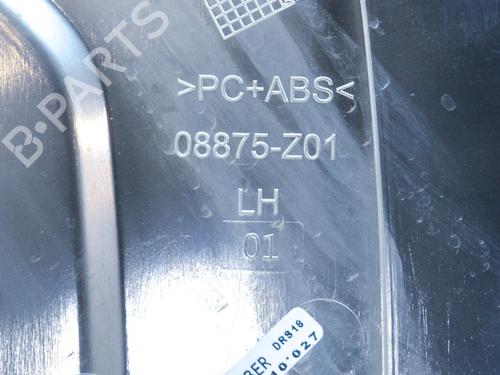 B-PARTS
>PC+ABS<
08875-Z01
LH
01
DRS18